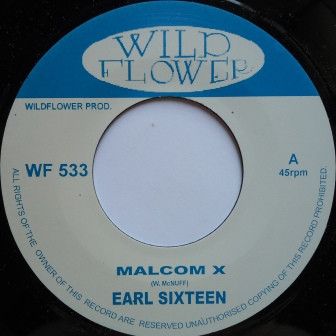 WILD
FLOWER
WILDFLOWER PROD.
WF 533
A
45rpm
MALCOM X
(W. McNUFF)
EARL SIXTEEN
ALL RIGHTS OF THE OWNER OF THIS RECORD ARE RESERVED UNAUTHORISED COPYING OF THIS RECORD PROHIBITED.